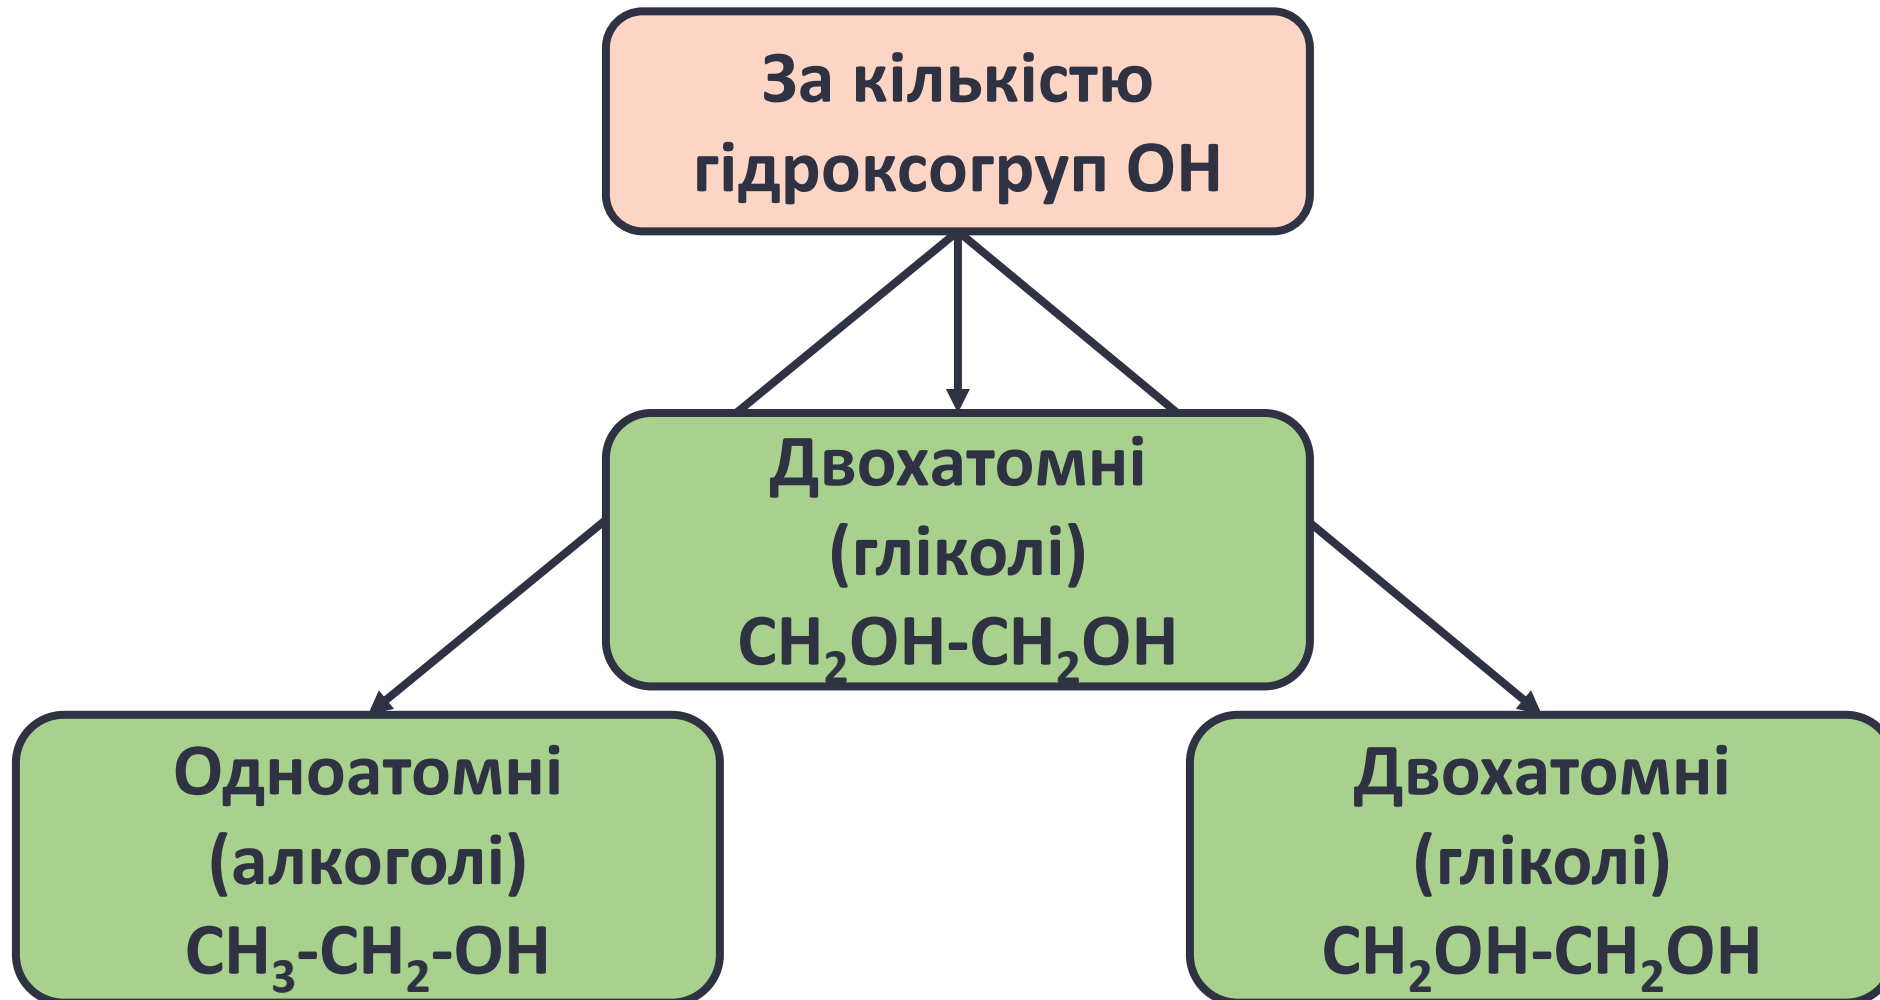 За кількістю
гідроксогруп ОН
Двохатомні
(гліколі)
CH₂OH-CH₂OH
Одноатомні
(алкоголі)
CH₃-CH₂-OH
Двохатомні
(гліколі)
CH₂OH-CH₂OH